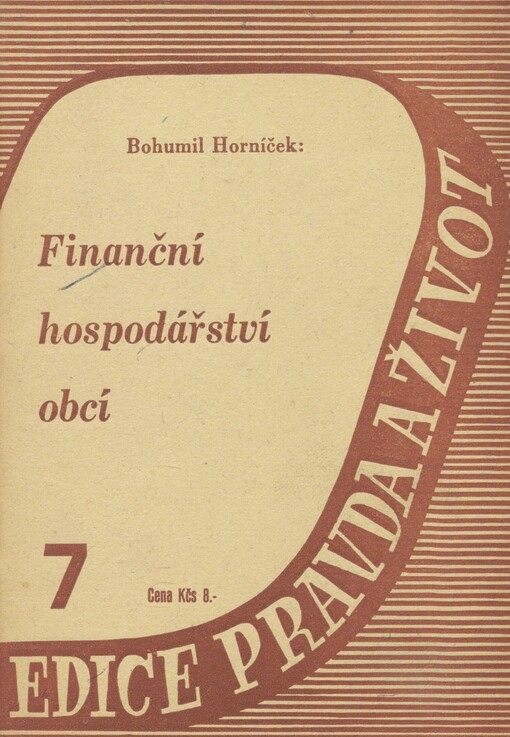 Bohumil Horníček:
Finanční
hospodářství
obcí
7
Cena Kčs 8.-
EDICE PRAVDA A ŽIVOT